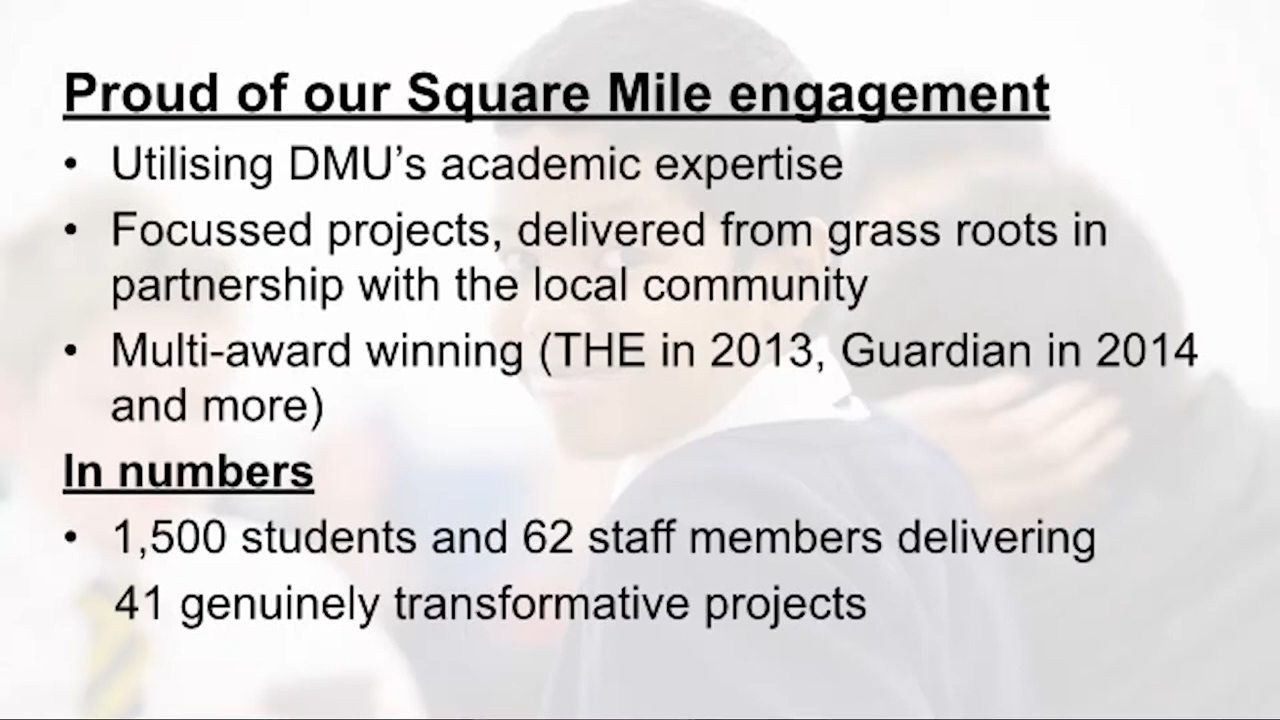 Proud of our Square Mile engagement
• Utilising DMU’s academic expertise
• Focussed projects, delivered from grass roots in
partnership with the local community
• Multi-award winning (THE in 2013, Guardian in 2014
and more)
In numbers
• 1,500 students and 62 staff members delivering
41 genuinely transformative projects